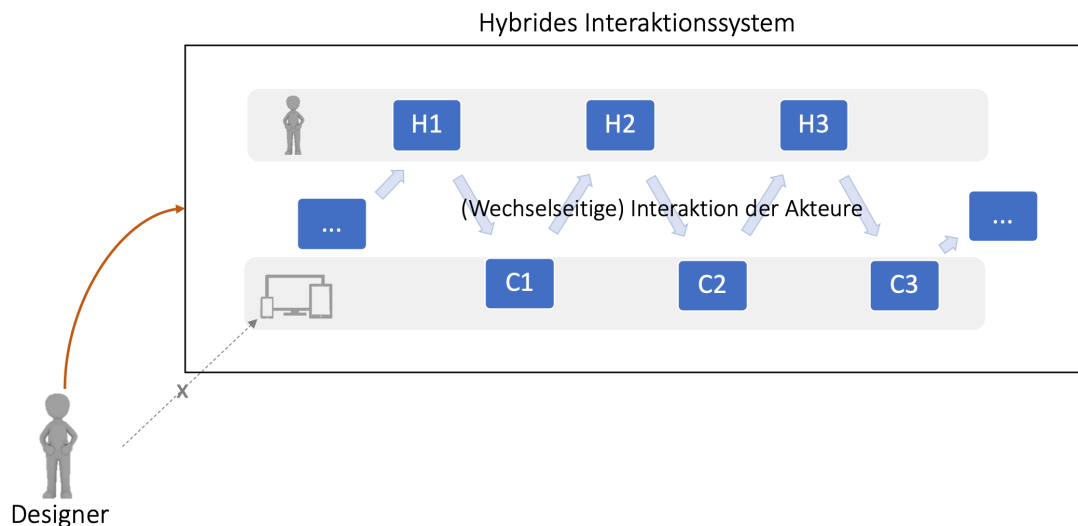 Hybrides Interaktionssystem
H1
H2
H3
(Wechselseitige) Interaktion der Akteure
...
...
C1
C2
C3
x
Designer